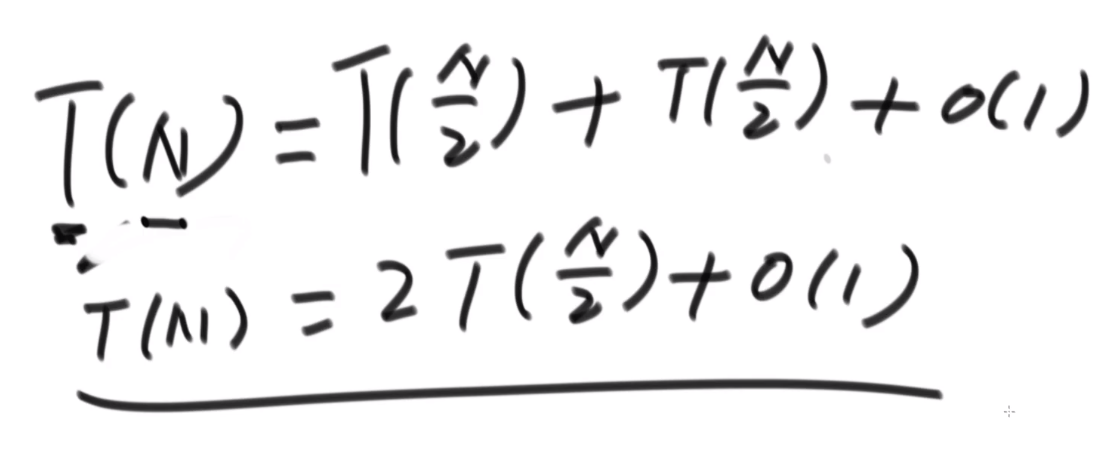 T(N) = T(N/2) + T(N/2) + O(1)
T(N) = 2T(N/2) + O(1)